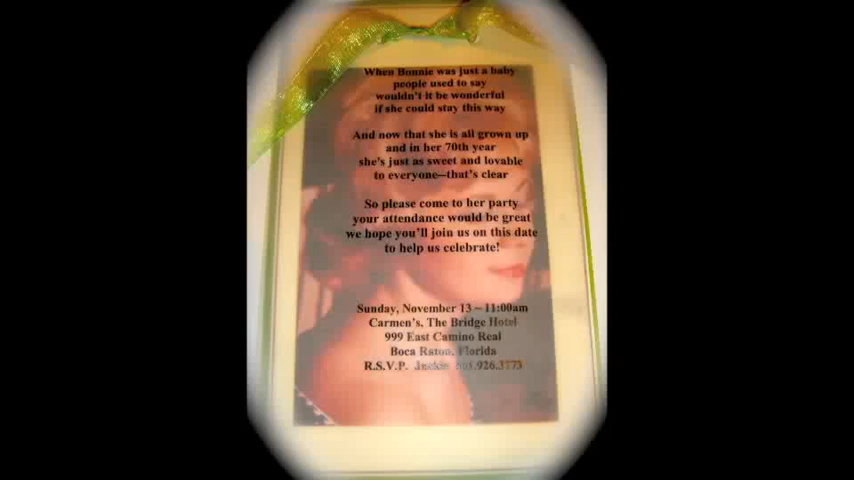 When Bonnie was just a baby
people used to say
wouldn't it be wonderful
if she could stay this way
And now that she is all grown up
and in her 70th year
she's just as sweet and lovable
to everyone--that's clear
So please come to her party
your attendance would be great
we hope you'll join us on this date
to help us celebrate!
Sunday, November 13 ~ 11:00am
Carmen's, The Bridge Hotel
999 East Camino Real
Boca Raton, Florida
R.S.V.P. Jackie